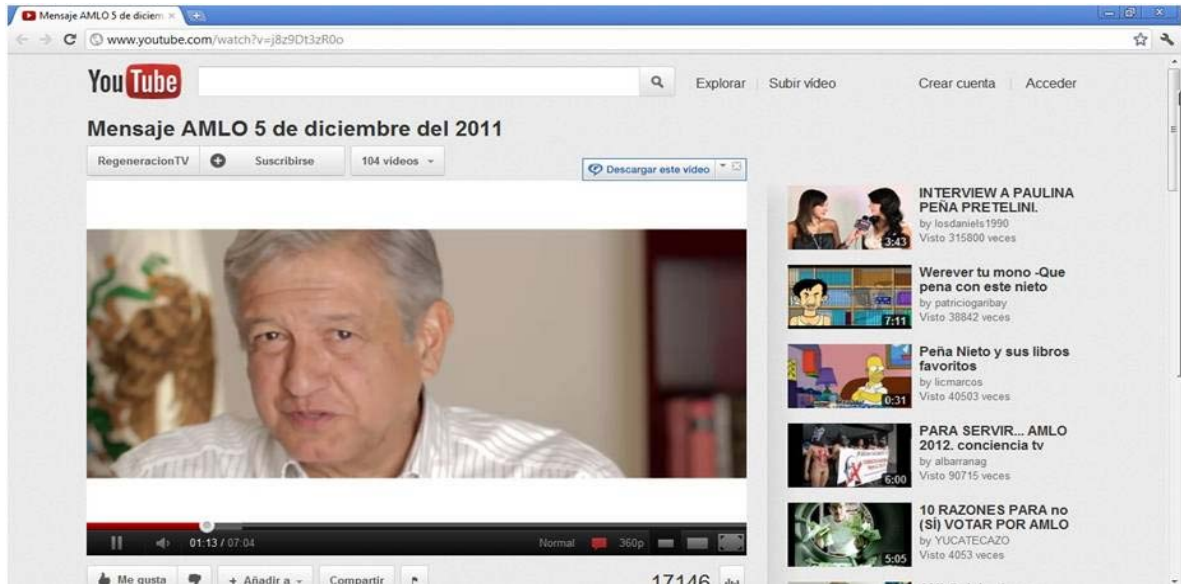 Mensaje AMLO 5 de diciem
www.youtube.com/watch?v=j8z9Dt3zR0o
YouTube
Explorar
Subir vídeo
Crear cuenta
Acceder
Mensaje AMLO 5 de diciembre del 2011
RegeneracionTV
Suscribirse
104 vídeos
Descargar este vídeo
INTERVIEW A PAULINA
PEÑA PRETELINI.
by losdaniels1990
Visto 315800 veces
3:43
Werever tu mono -Que
pena con este nieto
by patriciogaribay
Visto 38842 veces
7:11
Peña Nieto y sus libros
favoritos
by licmarcos
Visto 40503 veces
0:31
PARA SERVIR... AMLO
2012. conciencia tv
by albarranag
Visto 90715 veces
6:00
10 RAZONES PARA no
(SÍ) VOTAR POR AMLO
by YUCATECAZO
Visto 4053 veces
5:05
01:13 / 07:04
Normal
360p
Me gusta
+ Añadir a
Compartir
17146